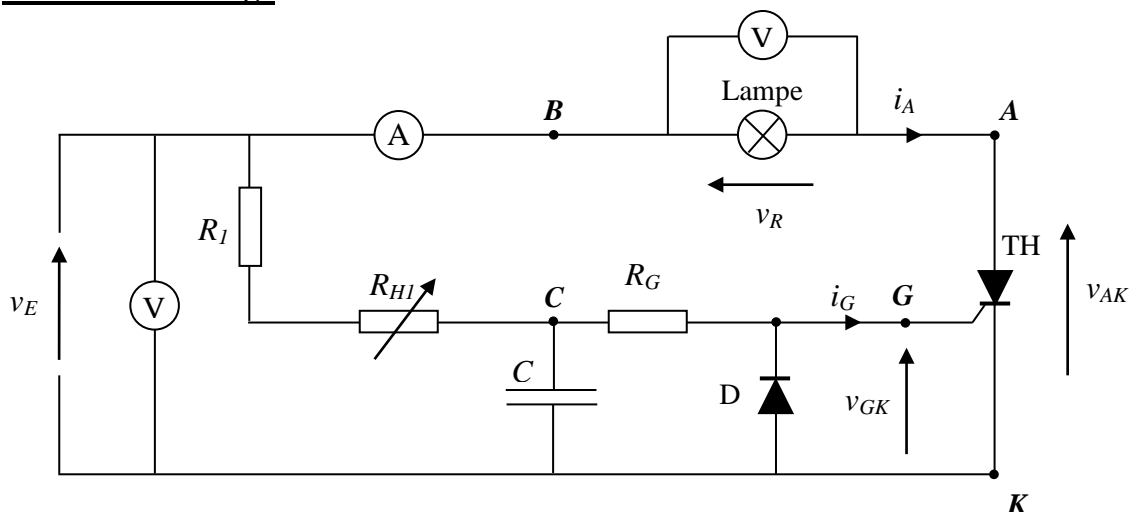 V
Lampe
i_A
B
A
A
v_R
R_1
TH
R_H1
C
R_G
i_G
G
v_E
V
v_AK
C
D
v_GK
K